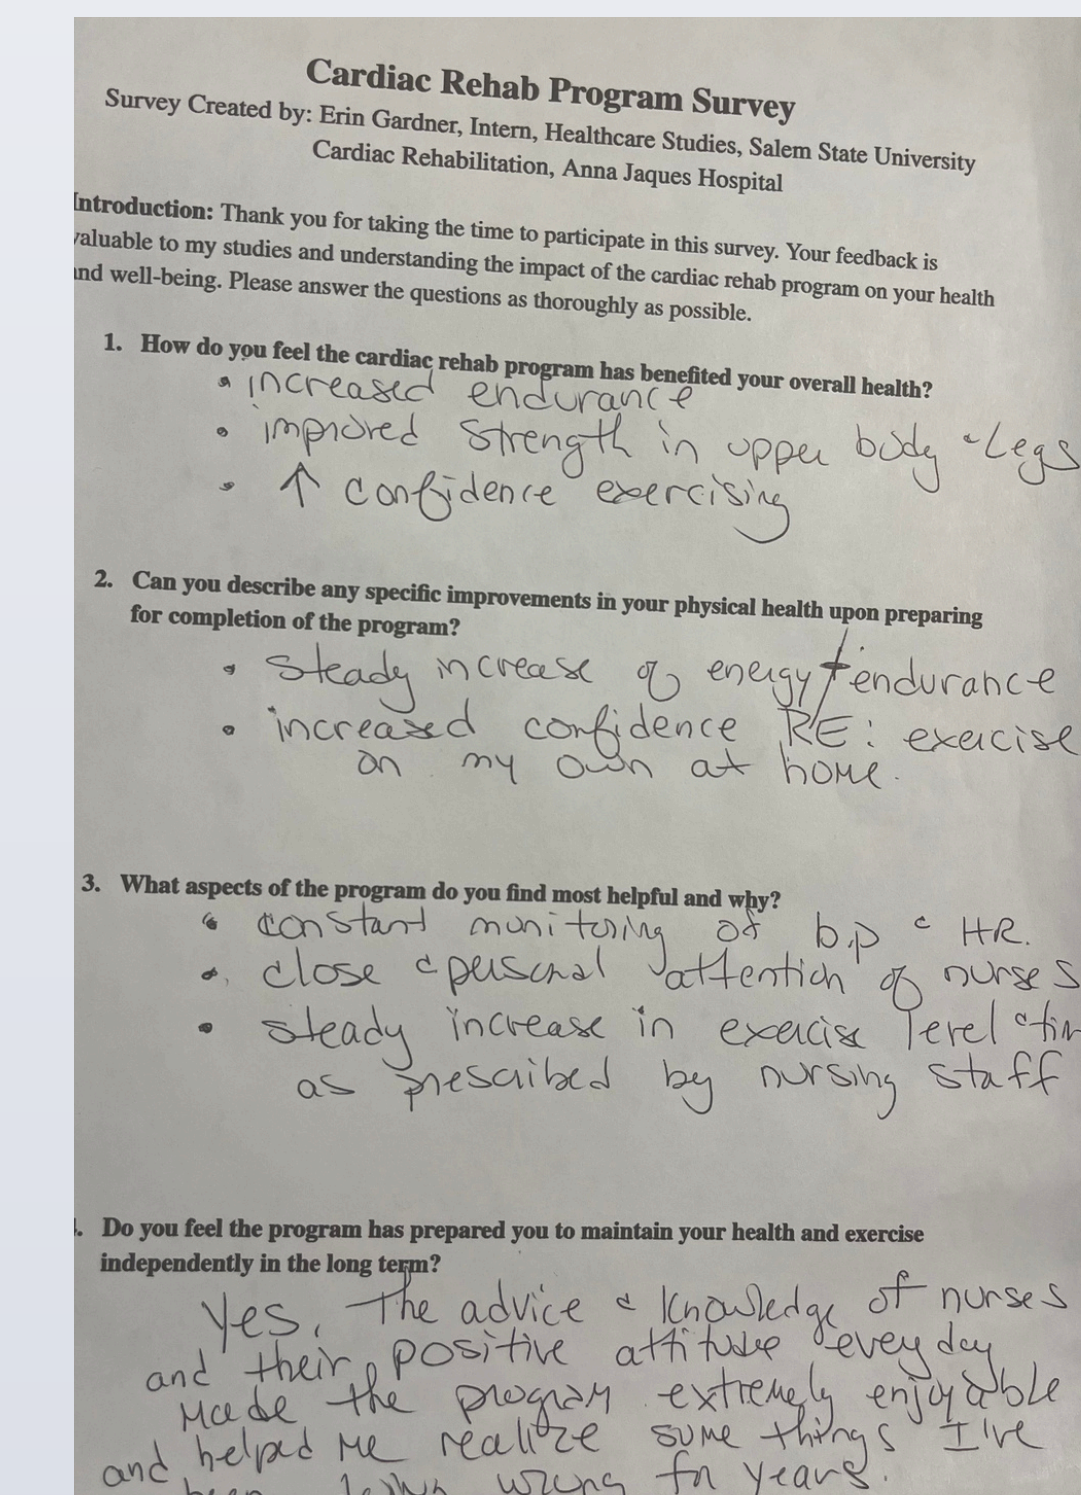 Cardiac Rehab Program Survey
Survey Created by: Erin Gardner, Intern, Healthcare Studies, Salem State University
Cardiac Rehabilitation, Anna Jaques Hospital
Introduction: Thank you for taking the time to participate in this survey. Your feedback is
valuable to my studies and understanding the impact of the cardiac rehab program on your health
and well-being. Please answer the questions as thoroughly as possible.
1. How do you feel the cardiac rehab program has benefited your overall health?
• increased endurance
• improved strength in upper body & Legs
• ↑ confidence exercising
2. Can you describe any specific improvements in your physical health upon preparing
for completion of the program?
• steady increase of energy + endurance
• increased confidence RE: exercise
on my own at home.
3. What aspects of the program do you find most helpful and why?
• constant monitoring of b.p & HR.
• close & personal attention of nurses
• steady increase in exercise level &
as prescribed by nursing staff
. Do you feel the program has prepared you to maintain your health and exercise
independently in the long term?
Yes, The advice & knowledge of nurses
and their positive attitude everyday
made the program extremely enjoyable
and helped me realize some things I've
been wrong for years.